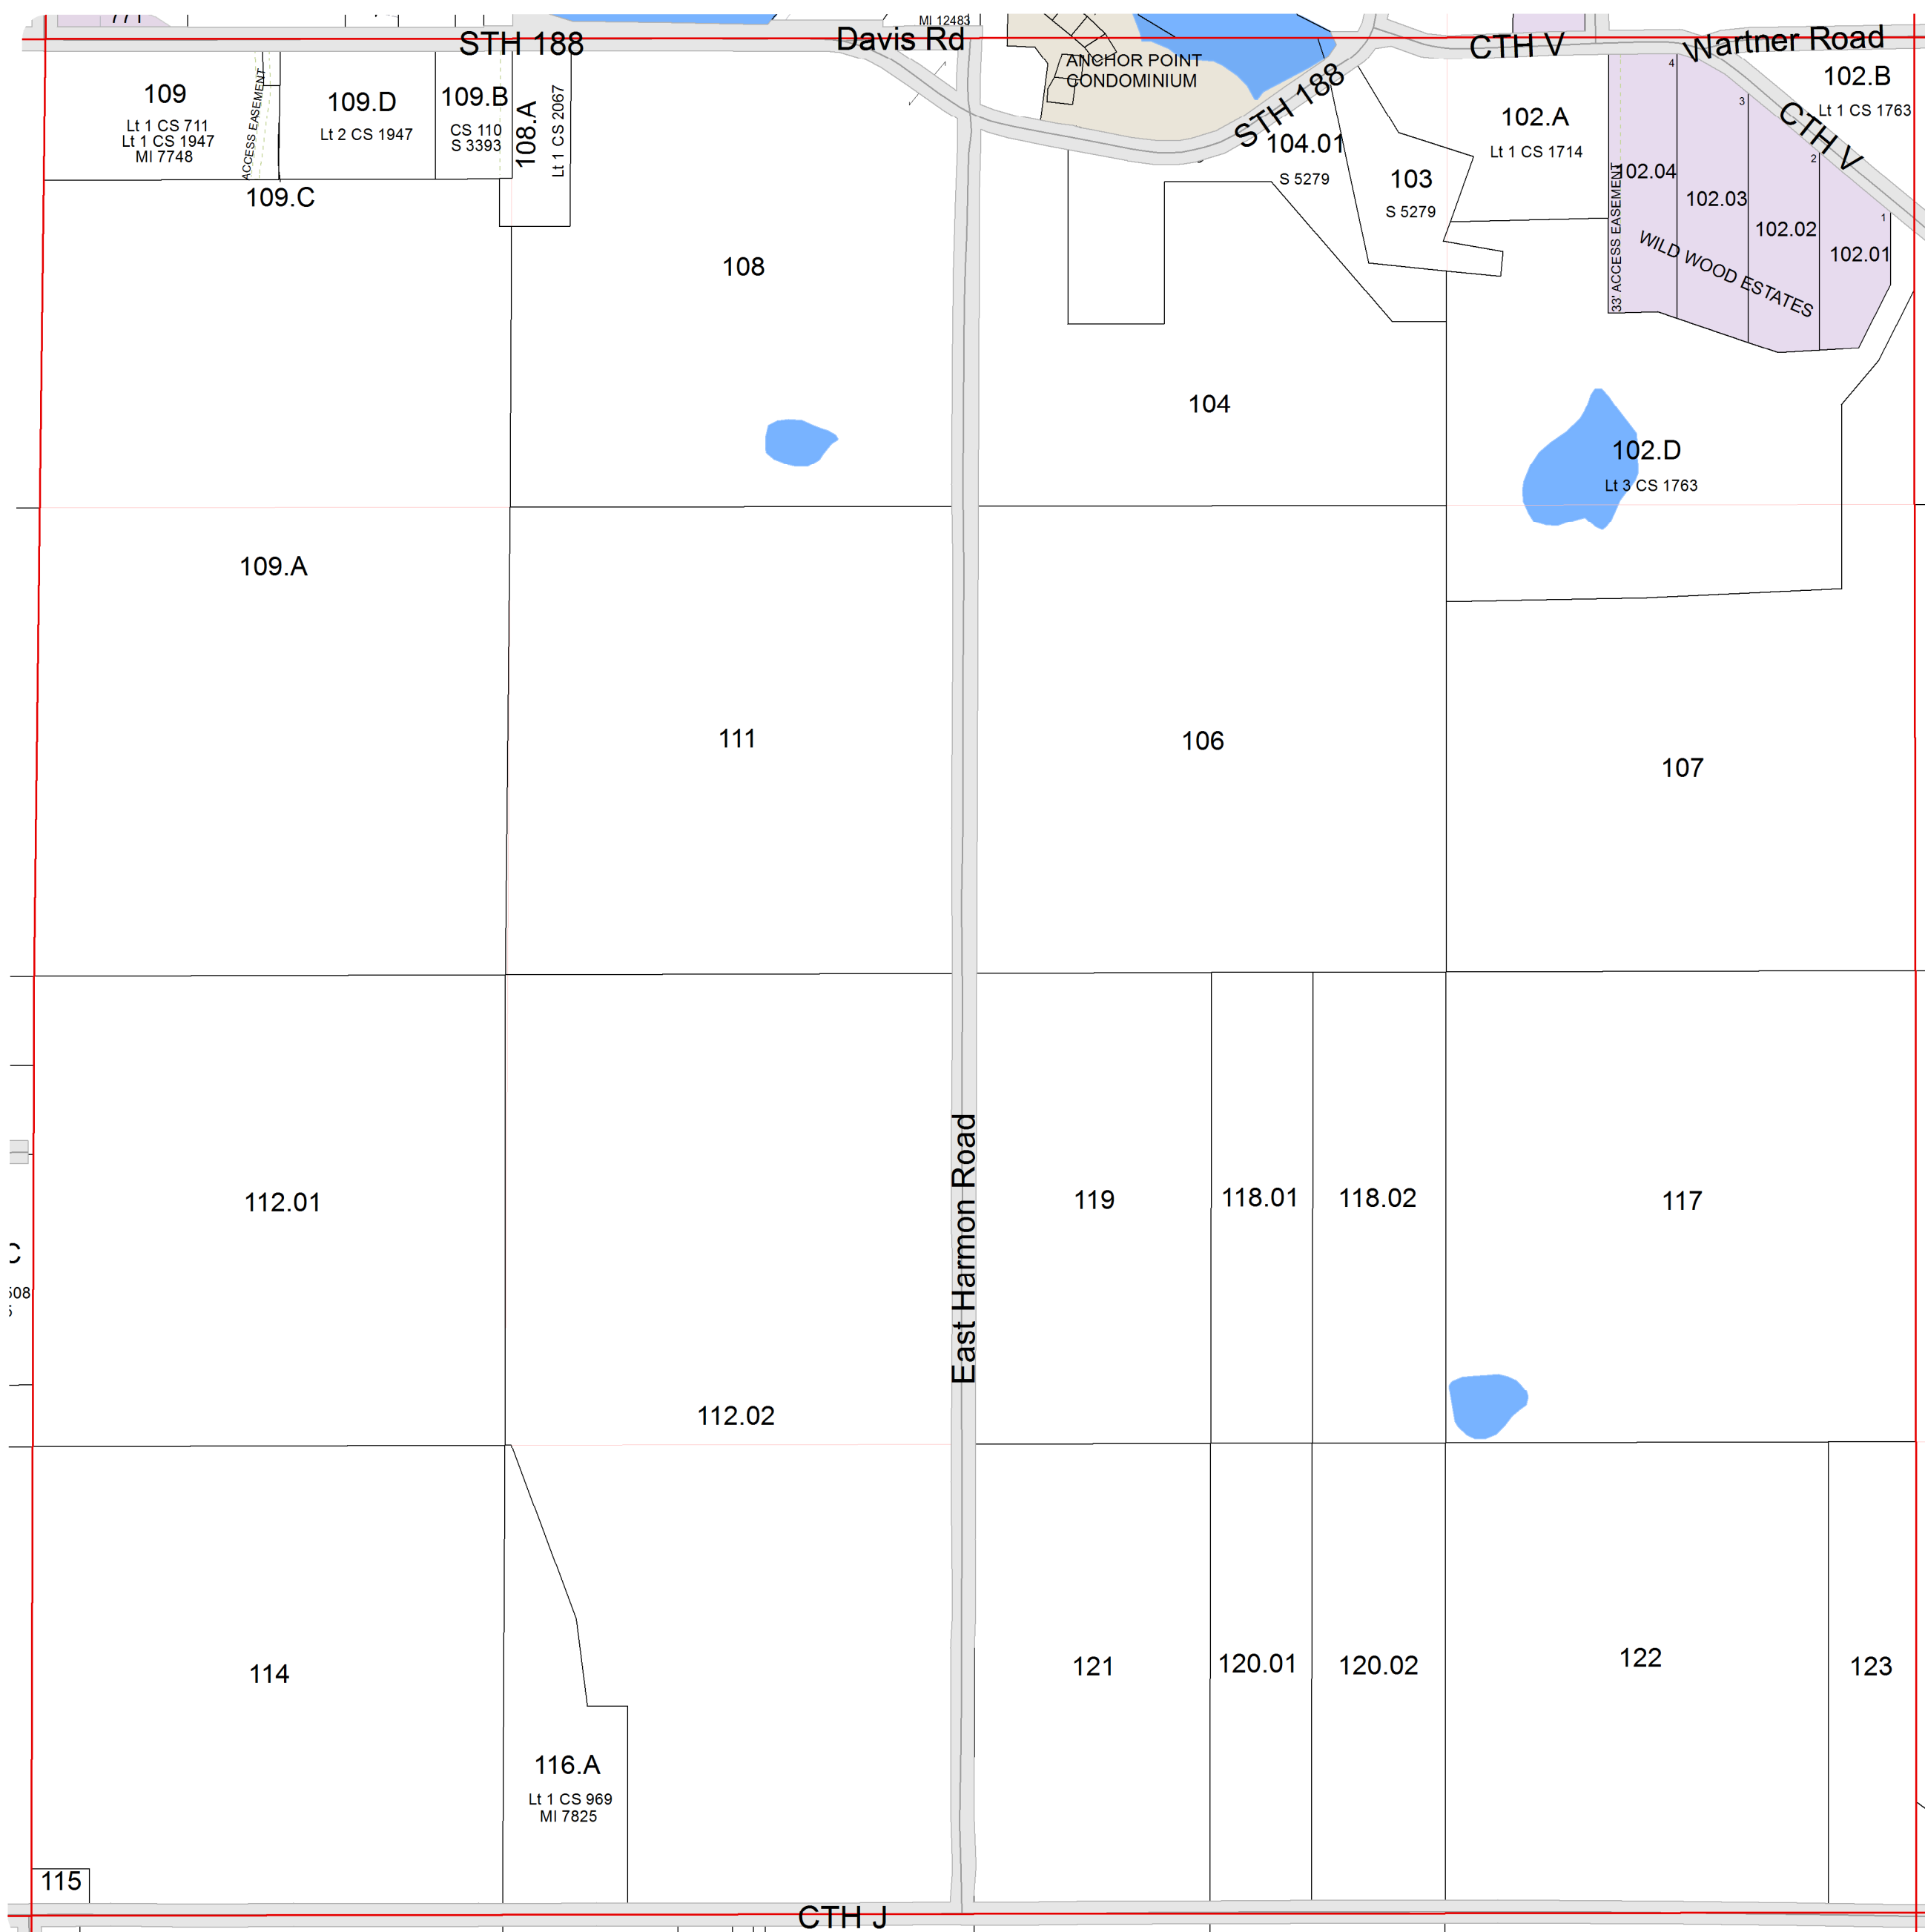 771
MI 12483
STH 188
Davis Rd
CTH V
Wartner Road
ANCHOR POINT
CONDOMINIUM
109
Lt 1 CS 711
Lt 1 CS 1947
MI 7748
ACCESS EASEMENT
109.D
Lt 2 CS 1947
109.B
CS 110
S 3393
108.A
Lt 1 CS 2067
STH 188
104.01
S 5279
103
S 5279
102.A
Lt 1 CS 1714
102.B
Lt 1 CS 1763
CTH V
4
3
2
1
33' ACCESS EASEMENT
102.04
102.03
102.02
102.01
WILD WOOD ESTATES
109.C
108
104
102.D
Lt 3 CS 1763
109.A
111
106
107
112.01
119
118.01
118.02
117
C
508
East Harmon Road
112.02
114
121
120.01
120.02
122
123
116.A
Lt 1 CS 969
MI 7825
115
CTH J